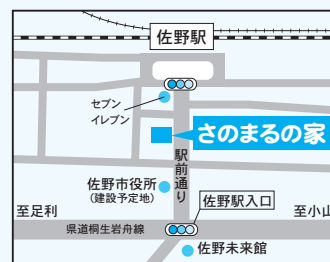 佐野駅
セブン
イレブン
さのまるの家
駅前通り
佐野市役所
(建設予定地)
佐野駅入口
至足利
至小山
県道桐生岩舟線
佐野未来館